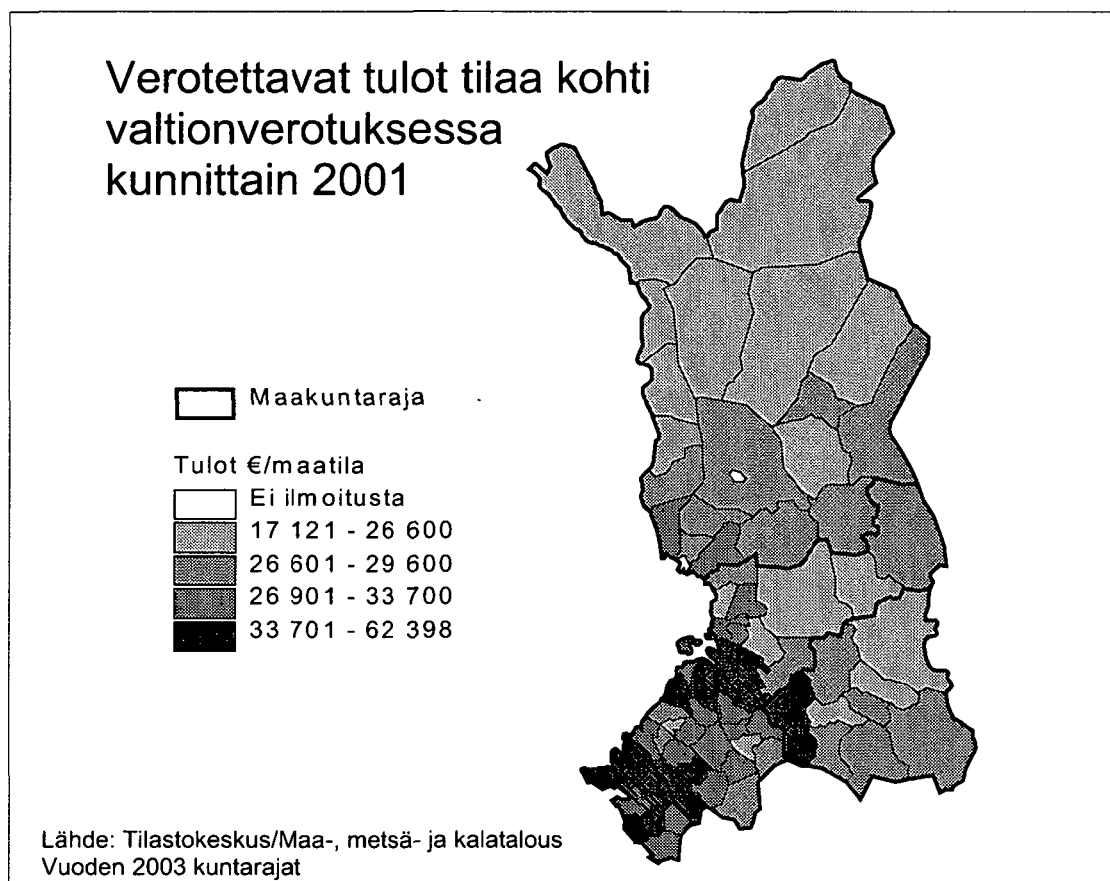 Verotettavat tulot tilaa kohti
valtionverotuksessa
kunnittain 2001
Maakuntaraja
Tulot €/maatila
Ei ilmoitusta
17 121 - 26 600
26 601 - 29 600
26 901 - 33 700
33 701 - 62 398
Lähde: Tilastokeskus/Maa-, metsä- ja kalatalous
Vuoden 2003 kuntarajat